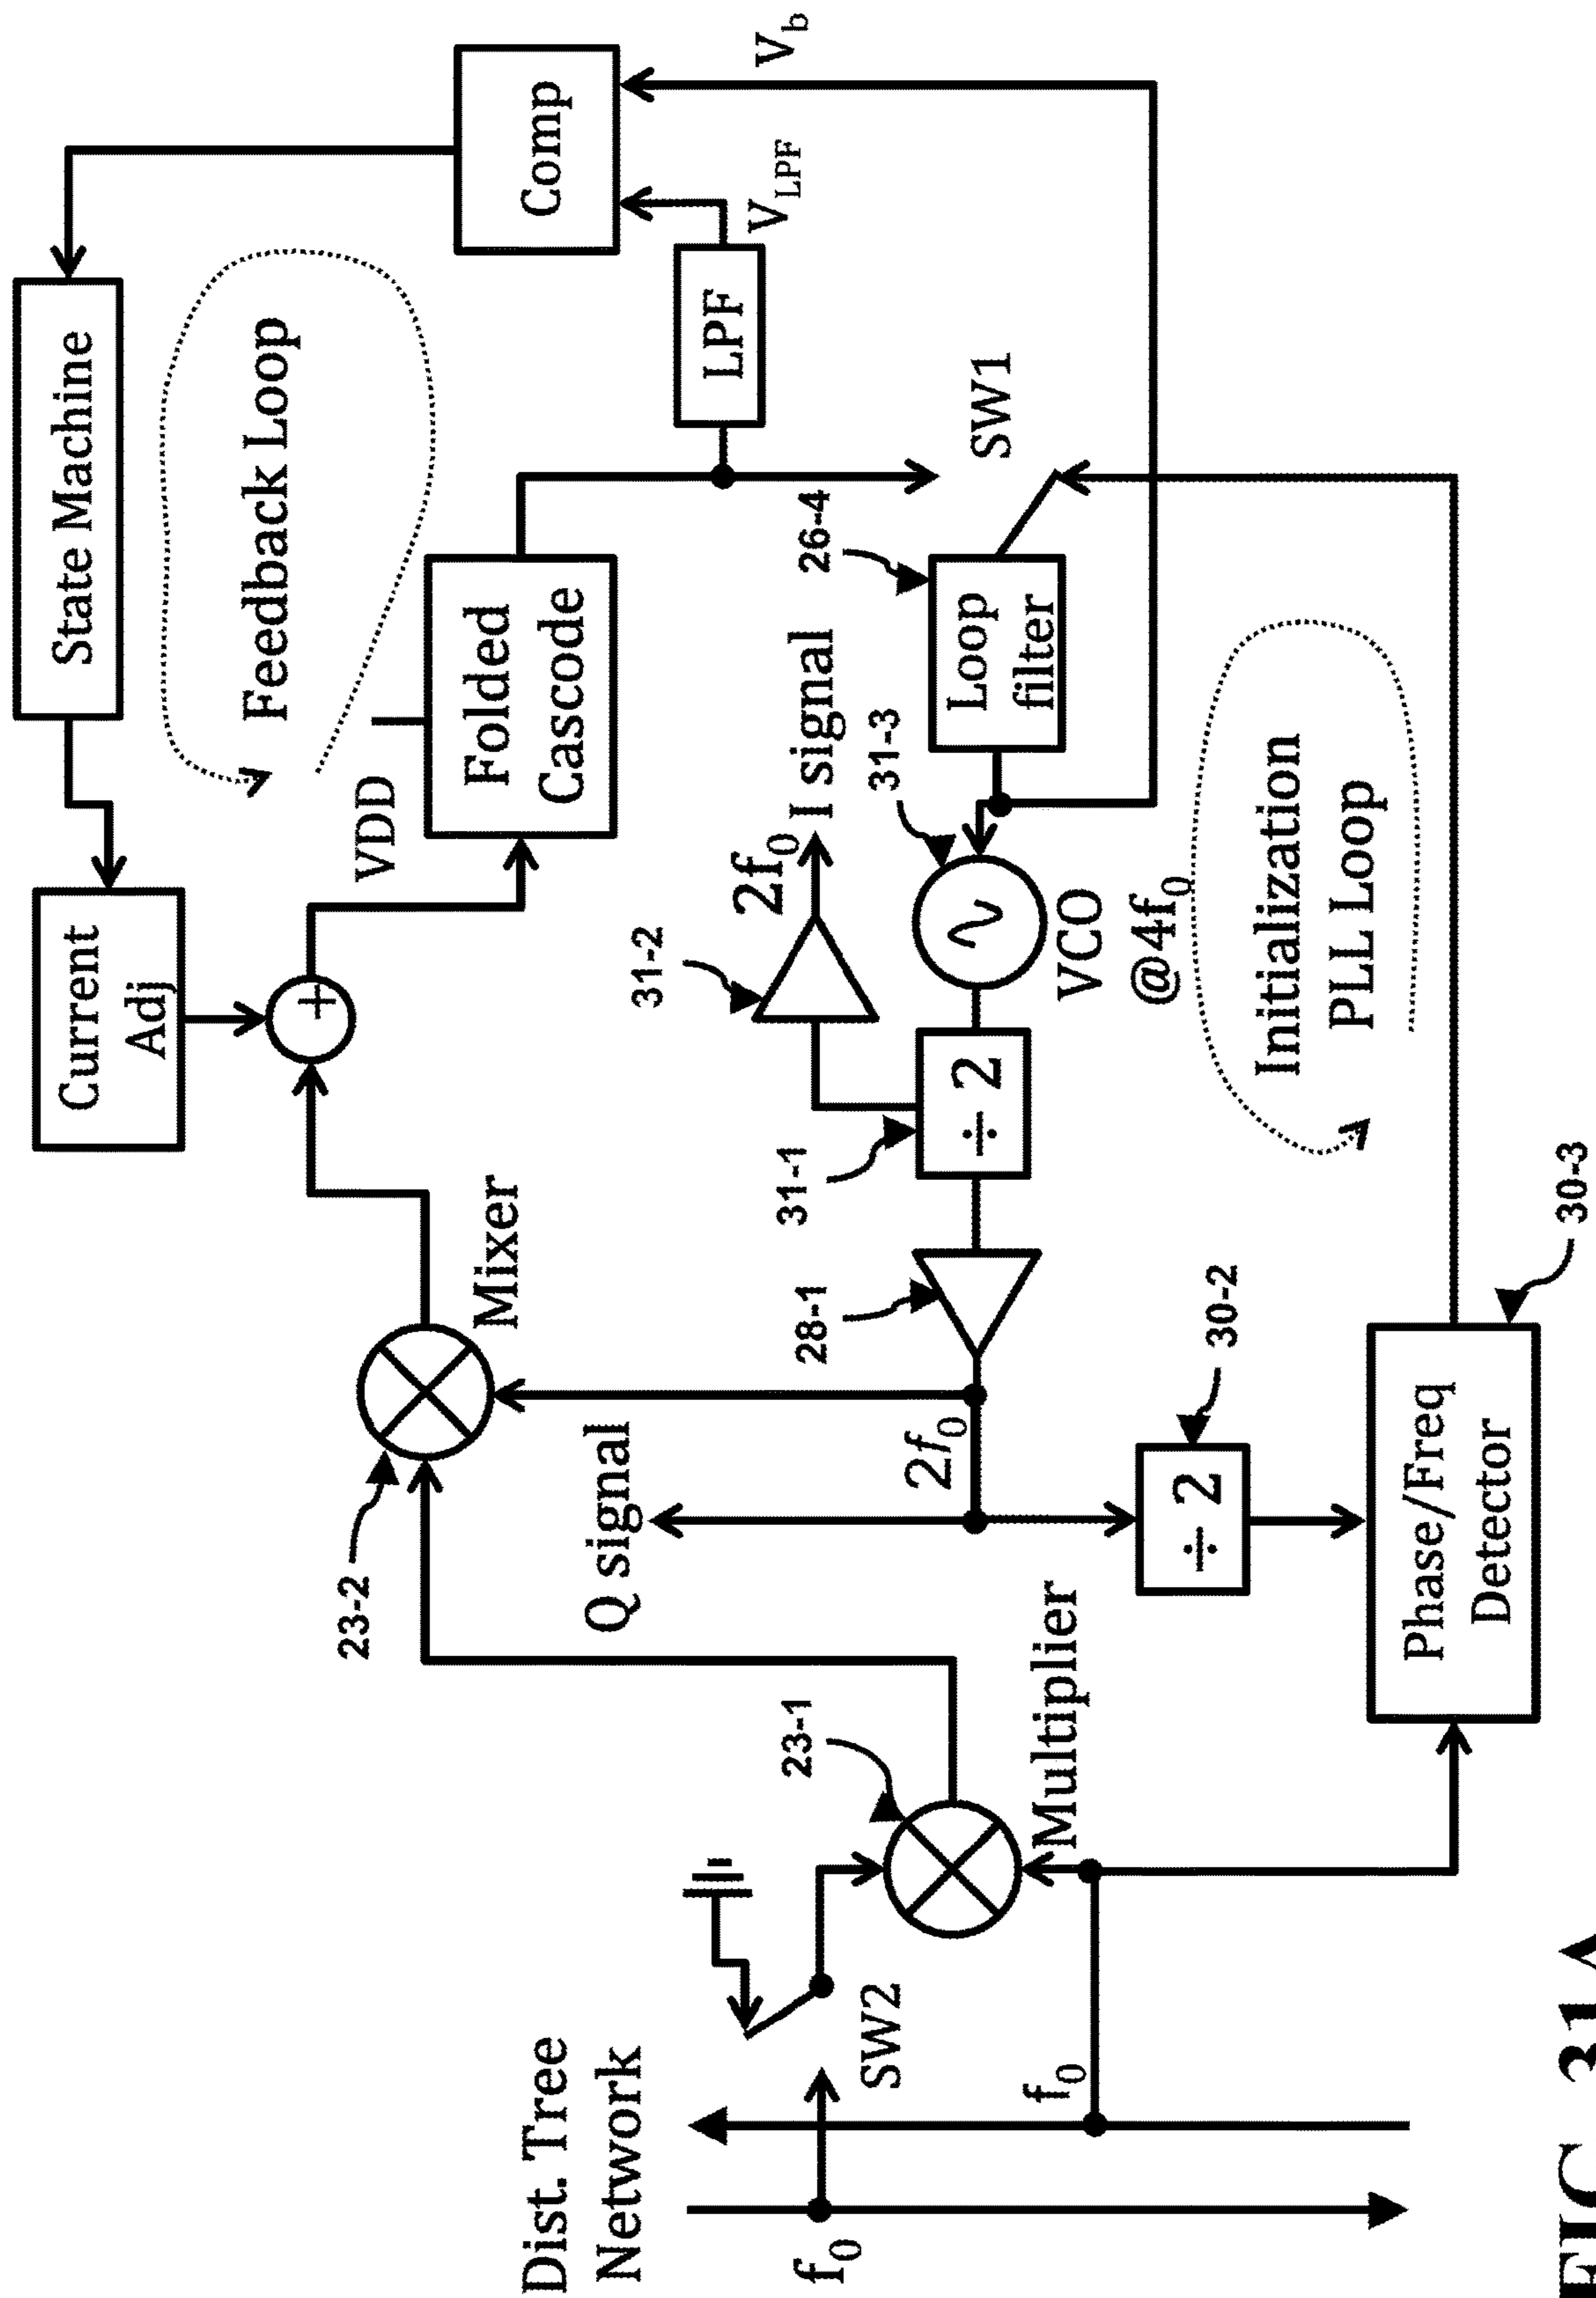 State Machine
Current
Adj
Feedback Loop
Comp
V_b
V_LPF
LPF
VDD
Folded
Cascode
SW1
26-4
Loop
filter
I signal
2f_0
31-3
31-2
VCO
@4f_0
÷ 2
31-1
Initialization
PLL Loop
Mixer
23-2
28-1
Q signal
2f_0
30-2
÷ 2
30-3
Phase/Freq
Detector
23-1
Multiplier
Dist. Tree
Network
SW2
f_0
f_0
FIG. 31A